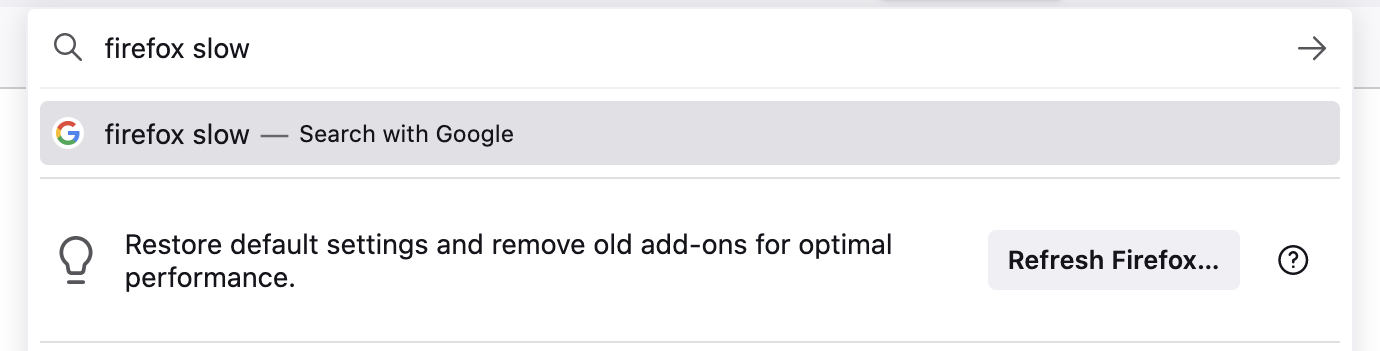 firefox slow
firefox slow — Search with Google
Restore default settings and remove old add-ons for optimal
performance.
Refresh Firefox...